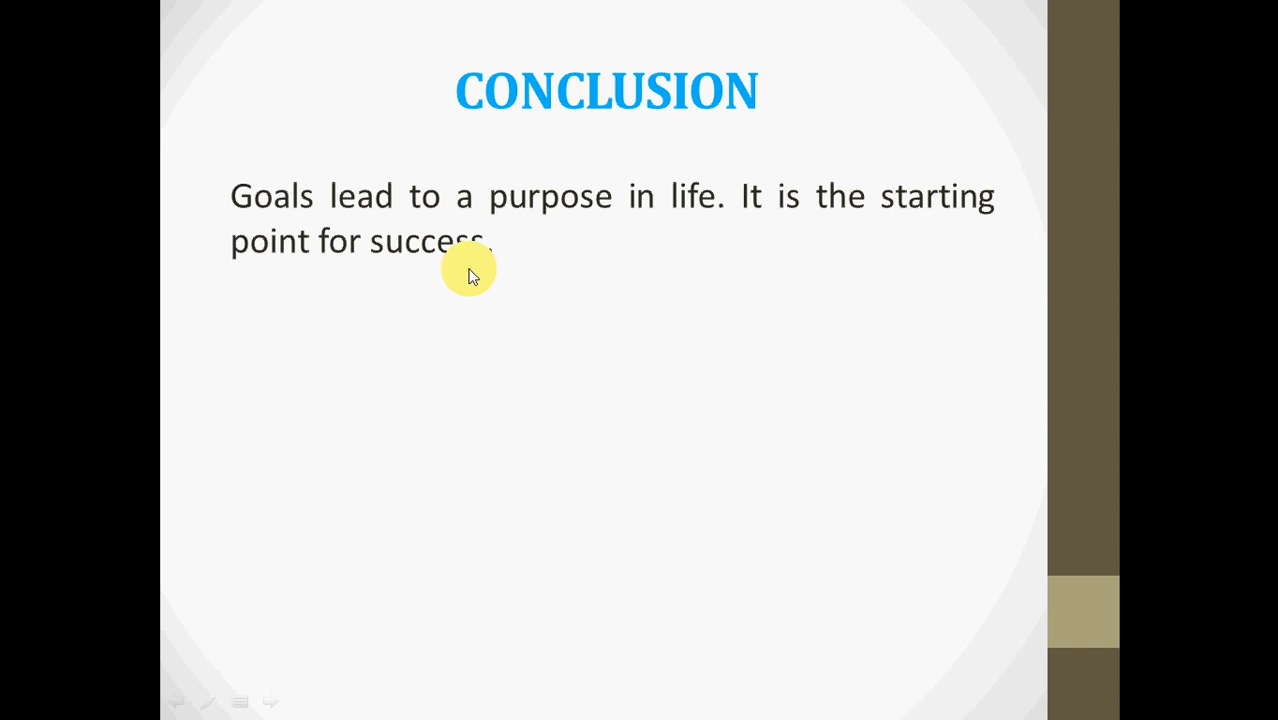 CONCLUSION
Goals lead to a purpose in life. It is the starting
point for success.